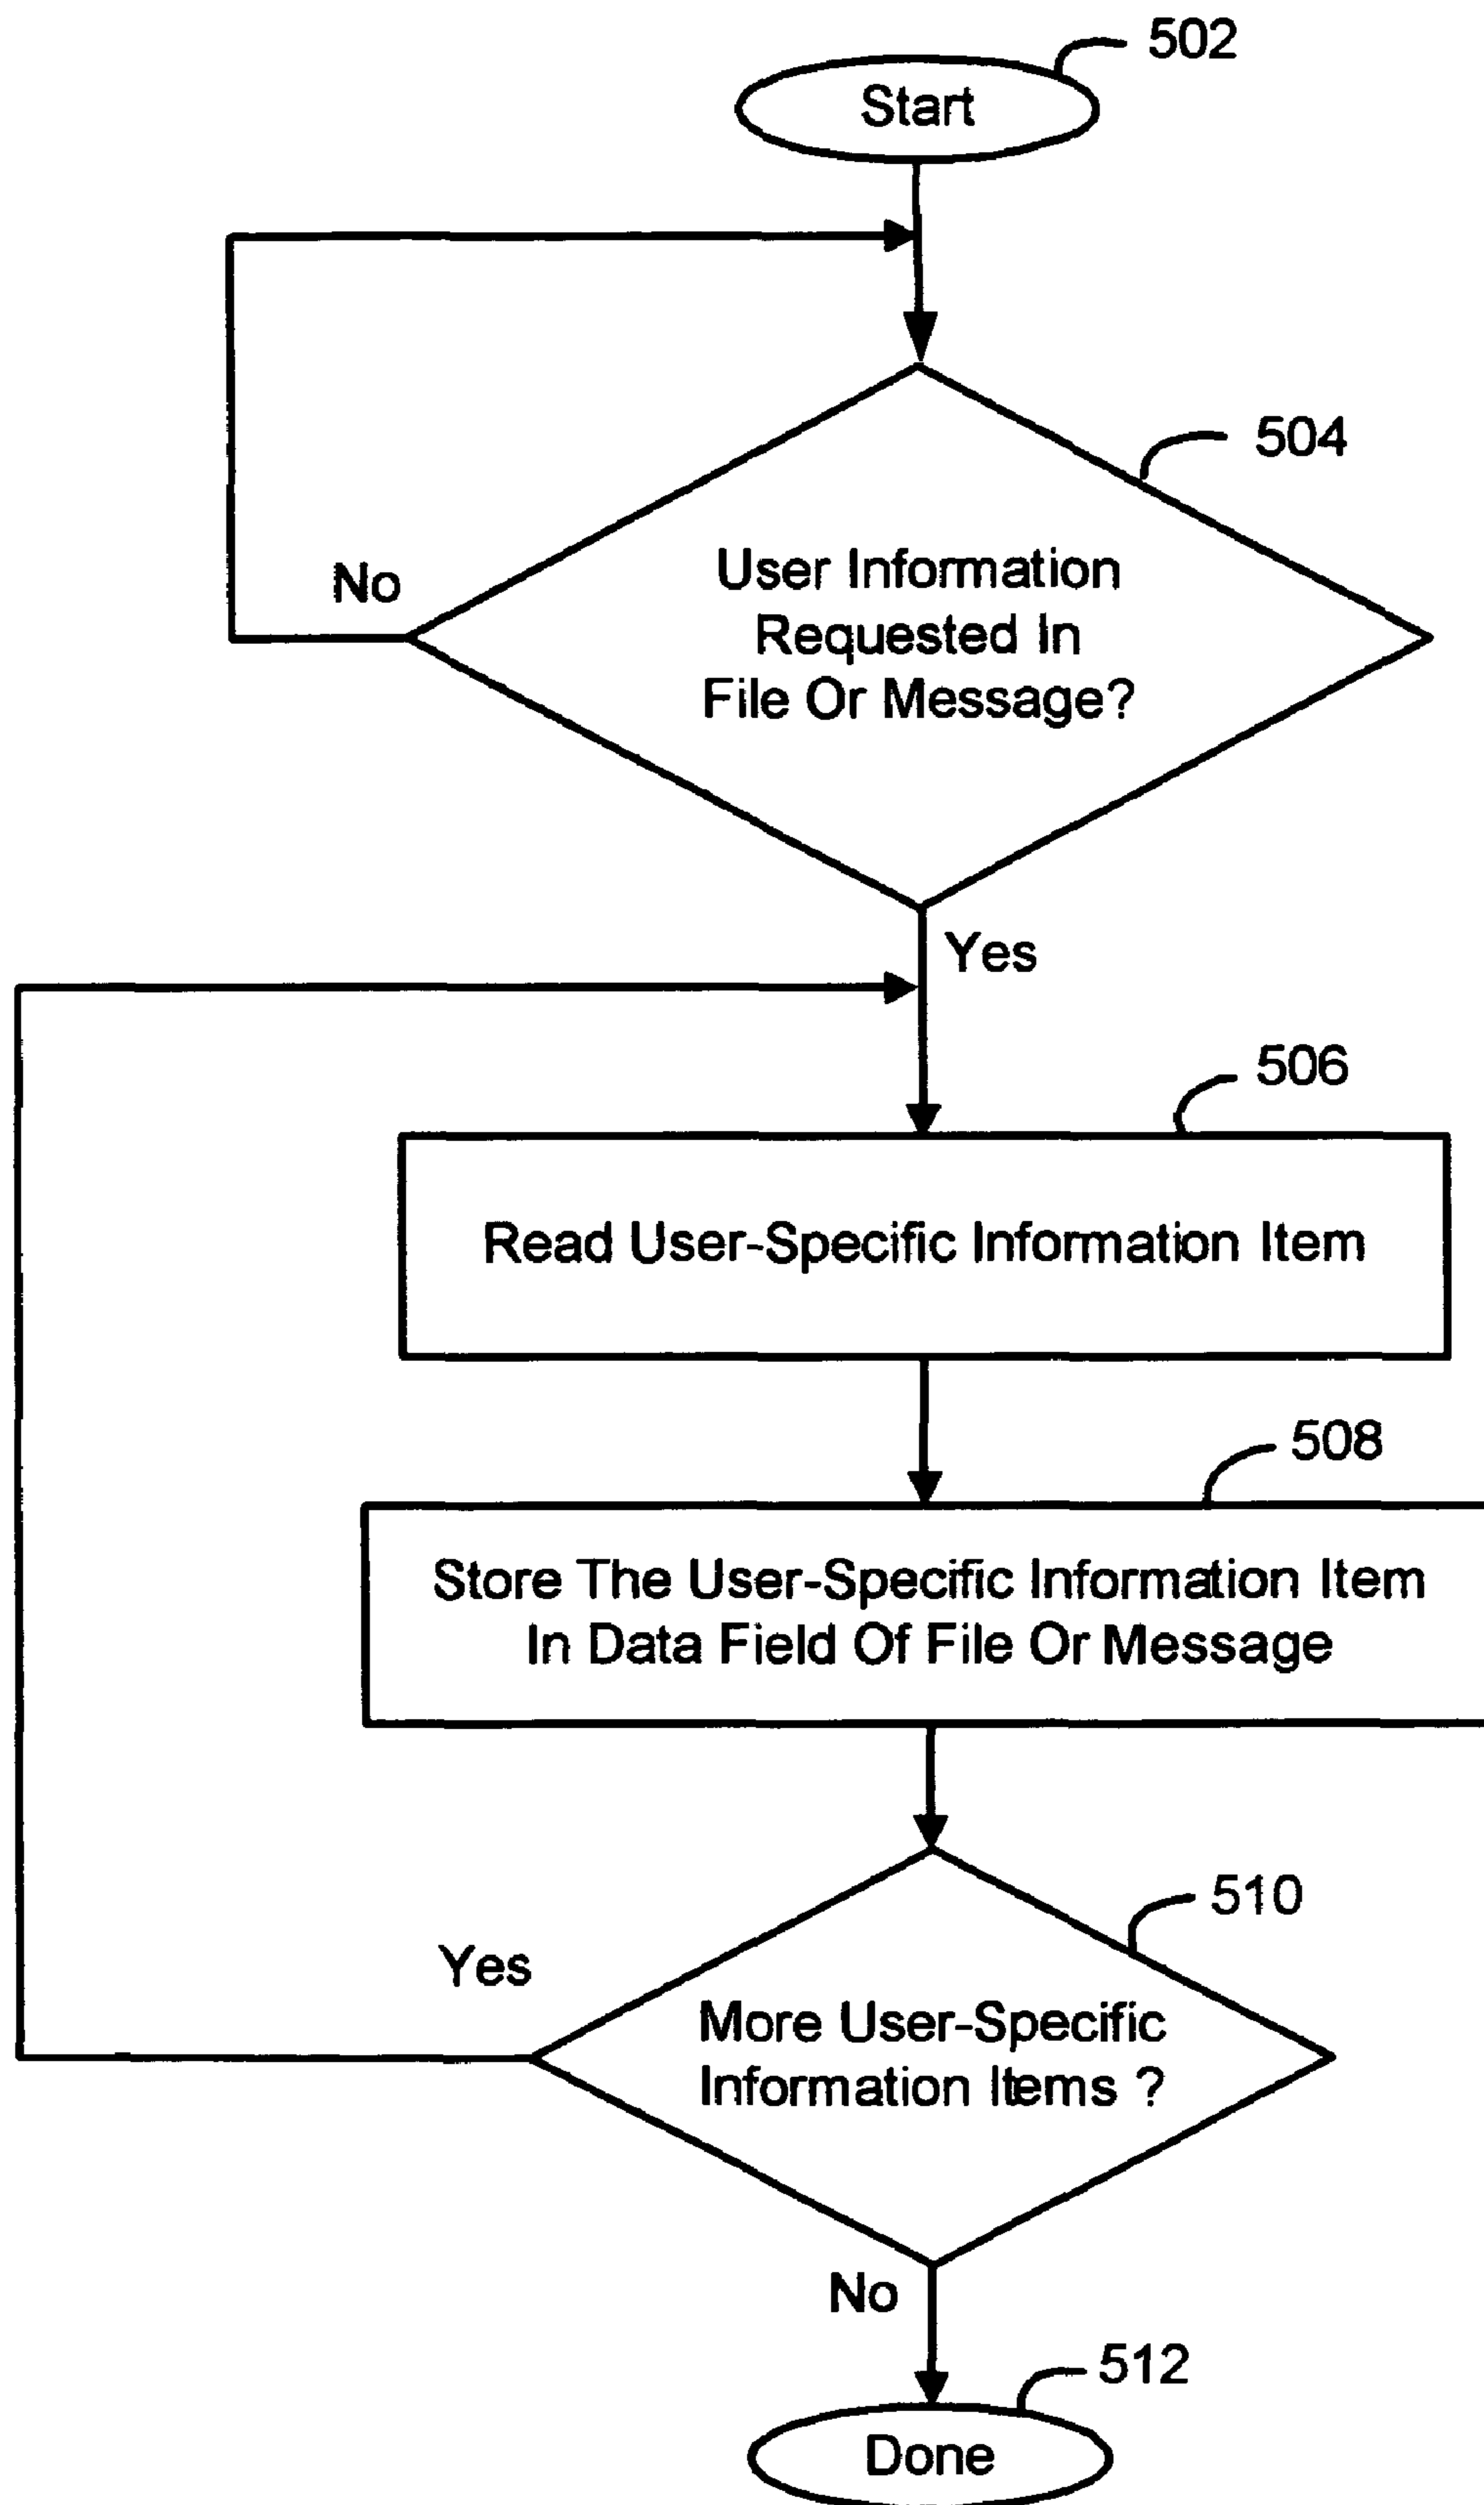 502
Start
504
No
User Information
Requested In
File Or Message?
Yes
506
Read User-Specific Information Item
508
Store The User-Specific Information Item
In Data Field Of File Or Message
510
Yes
More User-Specific
Information Items ?
No
512
Done